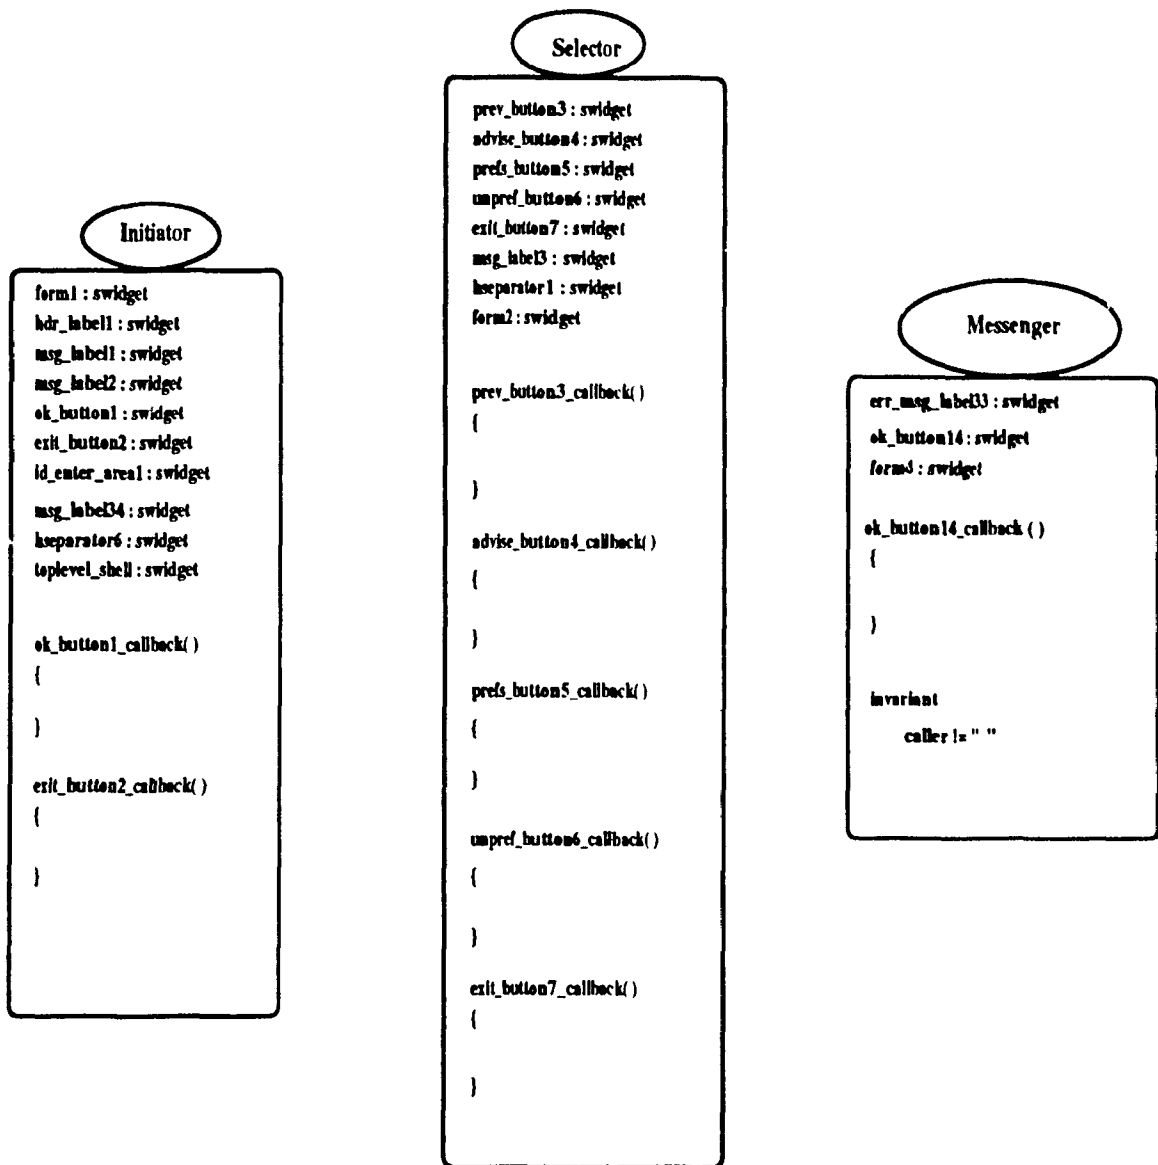 Initiator
form1 : swidget
hdr_label1 : swidget
msg_label1 : swidget
msg_label2 : swidget
ok_button1 : swidget
exit_button2 : swidget
id_enter_area1 : swidget
msg_label34 : swidget
hseparator6 : swidget
toplevel_shell : swidget
ok_button1_callback( )
{
}
exit_button2_callback( )
{
}
Selector
prev_button3 : swidget
advise_button4 : swidget
prefs_button5 : swidget
unpref_button6 : swidget
exit_button7 : swidget
msg_label3 : swidget
hseparator1 : swidget
form2 : swidget
prev_button3_callback( )
{
}
advise_button4_callback( )
{
}
prefs_button5_callback( )
{
}
unpref_button6_callback( )
{
}
exit_button7_callback( )
{
}
Messenger
err_msg_label33 : swidget
ok_button14 : swidget
: swidget
ok_button14_callback ( )
{
}
invariant
caller != " "